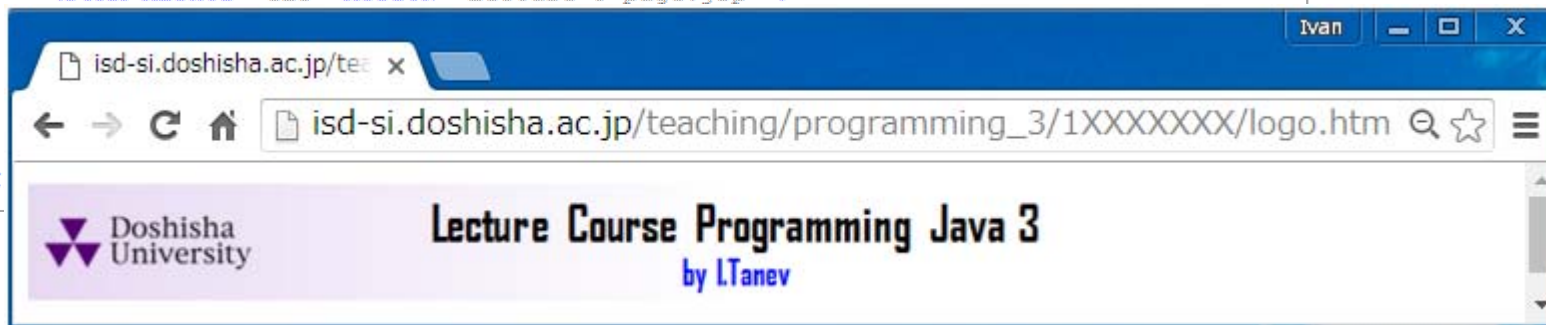 Ivan
isd-si.doshisha.ac.jp/tea
isd-si.doshisha.ac.jp/teaching/programming_3/1XXXXXXX/logo.htm
Doshisha
University
Lecture Course Programming Java 3
by I.Tanev